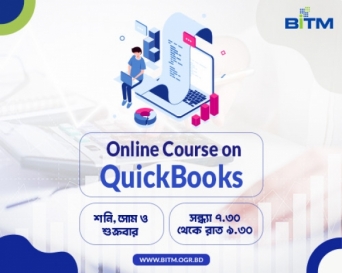 BITM
Online Course on
QuickBooks
শনি, সোম ও
শুক্রবার
সন্ধ্যা ৭.৩০
থেকে রাত ৯.৩০
WWW.BITM.OGR.BD